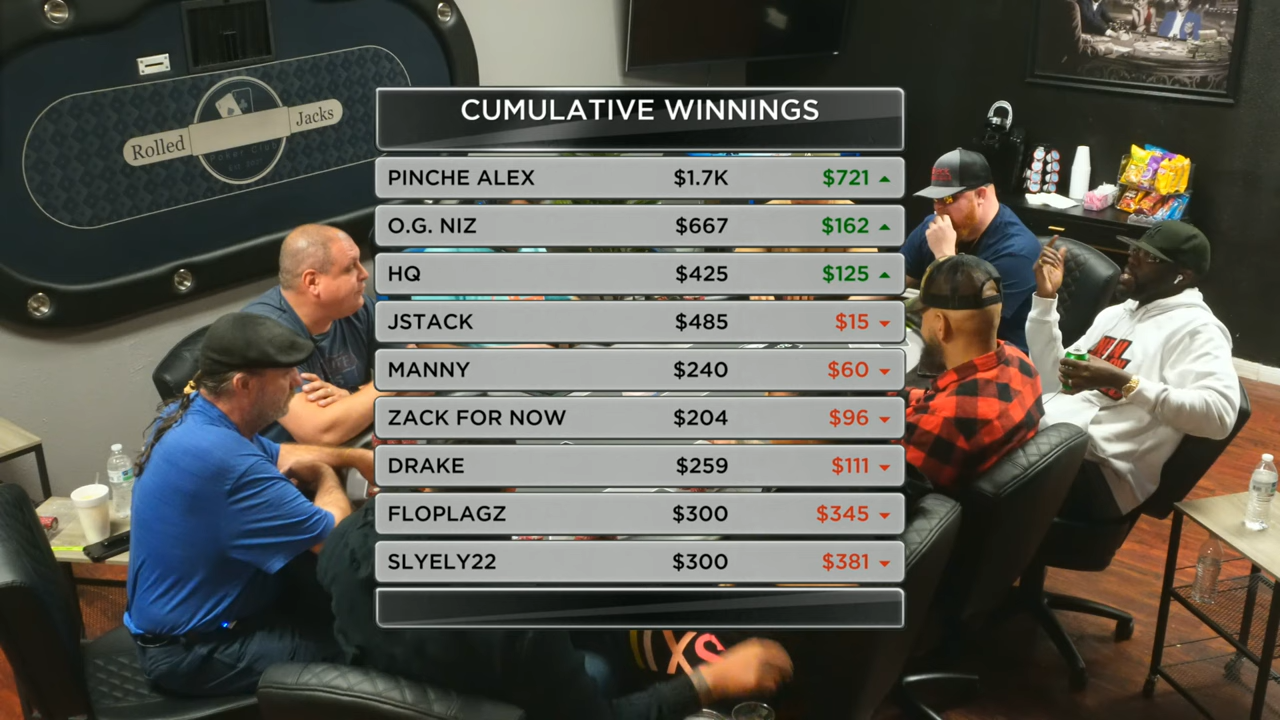 Rolled Jacks
CUMULATIVE WINNINGS
PINCHE ALEX $1.7K $721
O.G. NIZ $667 $162
HQ $425 $125
JSTACK $485 $15
MANNY $240 $60
ZACK FOR NOW $204 $96
DRAKE $259 $111
FLOPLAGZ $300 $345
SLYELY22 $300 $381